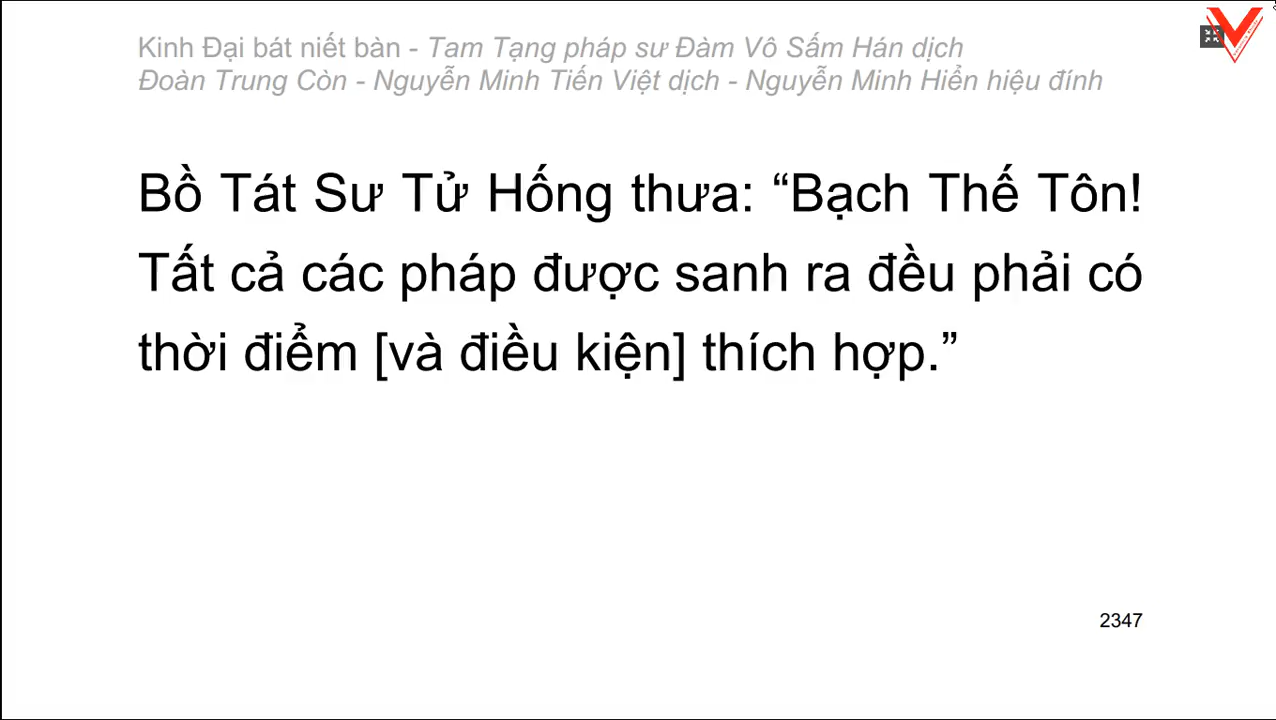 Kinh Đại bát niết bàn - Tam Tạng pháp sư Đàm Vô Sấm Hán dịch
Đoàn Trung Còn - Nguyễn Minh Tiến Việt dịch - Nguyễn Minh Hiển hiệu đính
Bồ Tát Sư Tử Hống thưa: “Bạch Thế Tôn!
Tất cả các pháp được sanh ra đều phải có
thời điểm [và điều kiện] thích hợp.”
2347